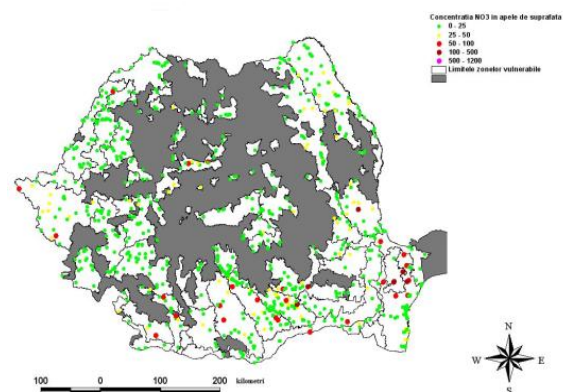 Concentratia NO3 in apele de suprafata
0 - 25
25 - 50
50 - 100
100 - 500
500 - 1200
Limitele zonelor vulnerabile
N
W E
S
100 0 100 200 kilometri